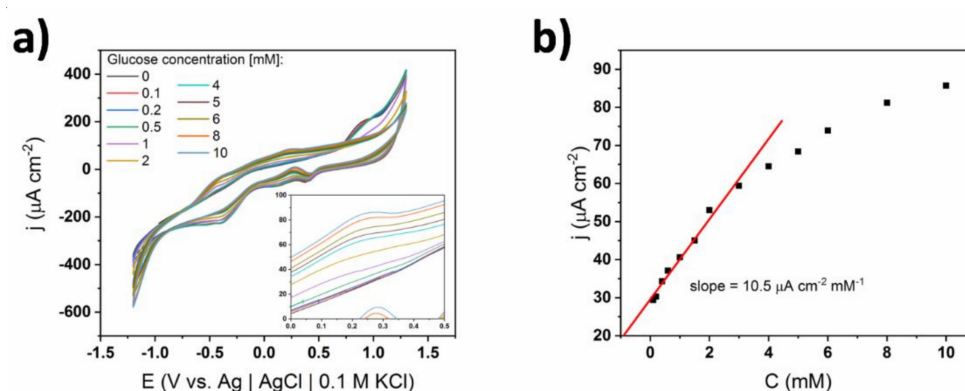 a)
Glucose concentration [mM]:
0
0.1
0.2
0.5
1
2
4
5
6
8
10
400
200
0
-200
-400
-600
j (µA cm⁻²)
-1.5 -1.0 -0.5 0.0 0.5 1.0 1.5
E (V vs. Ag | AgCl | 0.1 M KCl)
100
80
60
40
20
0
0.0 0.1 0.2 0.3 0.4 0.5
b)
90
80
70
60
50
40
30
20
j (µA cm⁻²)
slope = 10.5 µA cm⁻² mM⁻¹
0 2 4 6 8 10
C (mM)